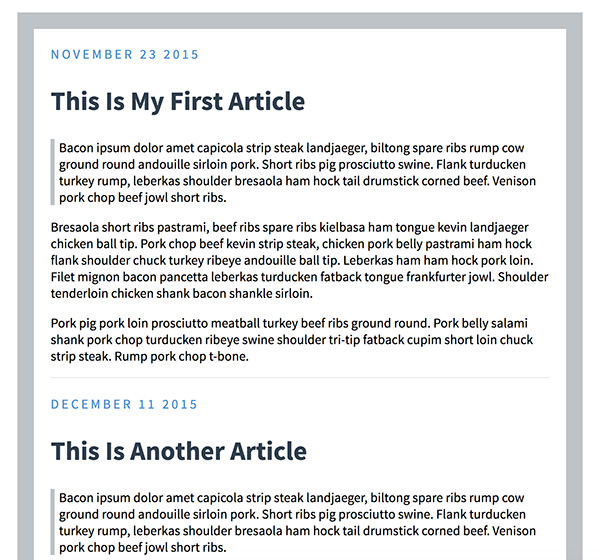 NOVEMBER 23 2015
This Is My First Article
Bacon ipsum dolor amet capicola strip steak landjaeger, biltong spare ribs rump cow
ground round andouille sirloin pork. Short ribs pig prosciutto swine. Flank turducken
turkey rump, leberkas shoulder bresaola ham hock tail drumstick corned beef. Venison
pork chop beef jowl short ribs.
Bresaola short ribs pastrami, beef ribs spare ribs kielbasa ham tongue kevin landjaeger
chicken ball tip. Pork chop beef kevin strip steak, chicken pork belly pastrami ham hock
flank shoulder chuck turkey ribeye andouille ball tip. Leberkas ham ham hock pork loin.
Filet mignon bacon pancetta leberkas turducken fatback tongue frankfurter jowl. Shoulder
tenderloin chicken shank bacon shankle sirloin.
Pork pig pork loin prosciutto meatball turkey beef ribs ground round. Pork belly salami
shank pork chop turducken ribeye swine shoulder tri-tip fatback cupim short loin chuck
strip steak. Rump pork chop t-bone.
DECEMBER 11 2015
This Is Another Article
Bacon ipsum dolor amet capicola strip steak landjaeger, biltong spare ribs rump cow
ground round andouille sirloin pork. Short ribs pig prosciutto swine. Flank turducken
turkey rump, leberkas shoulder bresaola ham hock tail drumstick corned beef. Venison
pork chop beef jowl short ribs.